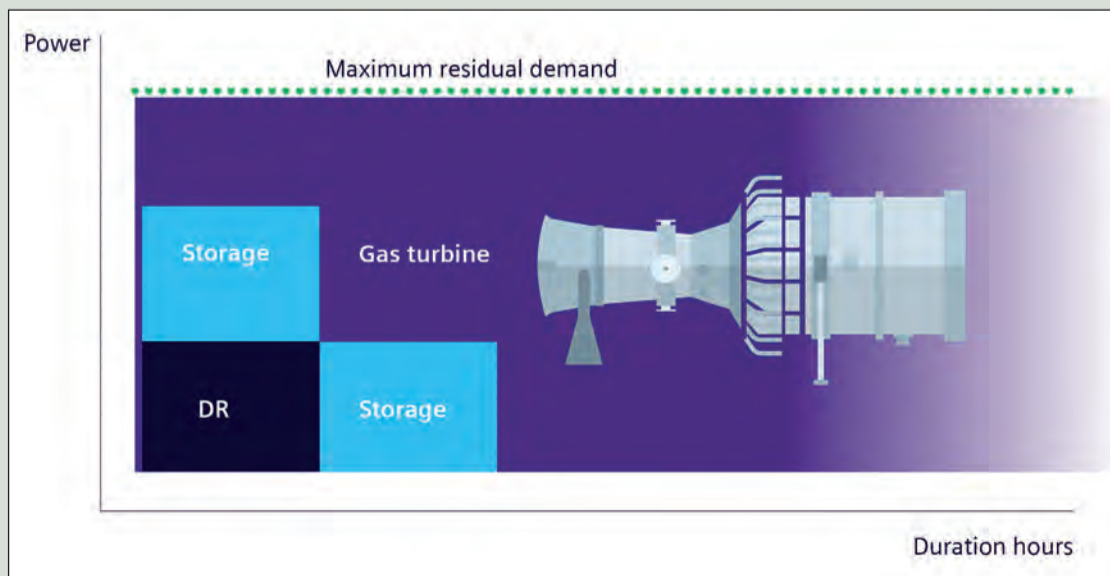 Power
Maximum residual demand
Storage
Gas turbine
DR
Storage
Duration hours